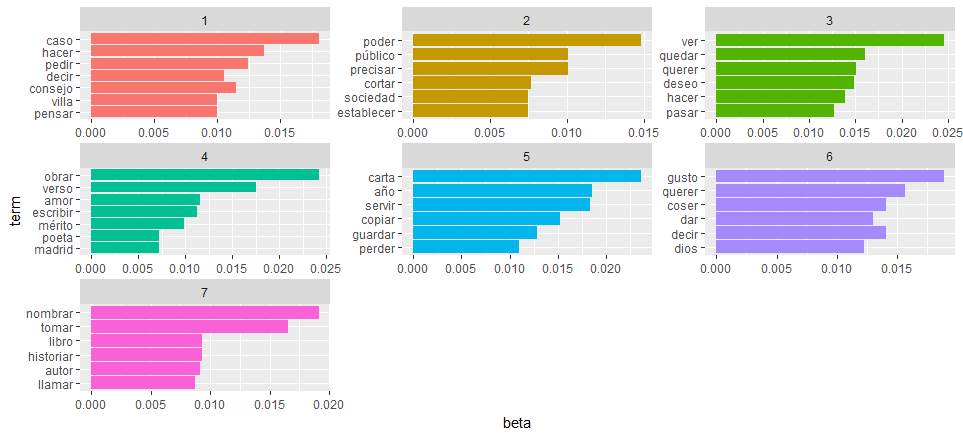 1
caso
hacer
pedir
decir
consejo
villa
pensar
0.000 0.005 0.010 0.015
2
poder
público
precisar
cortar
sociedad
establecer
0.000 0.005 0.010 0.015
3
ver
quedar
querer
deseo
hacer
pasar
0.000 0.005 0.010 0.015 0.020 0.025
term
4
obrar
verso
amor
escribir
mérito
poeta
madrid
0.000 0.005 0.010 0.015 0.020 0.025
5
carta
año
servir
copiar
guardar
perder
0.000 0.005 0.010 0.015 0.020
6
gusto
querer
coser
dar
decir
dios
0.000 0.005 0.010 0.015
7
nombrar
tomar
libro
historiar
autor
llamar
0.000 0.005 0.010 0.015 0.020
beta